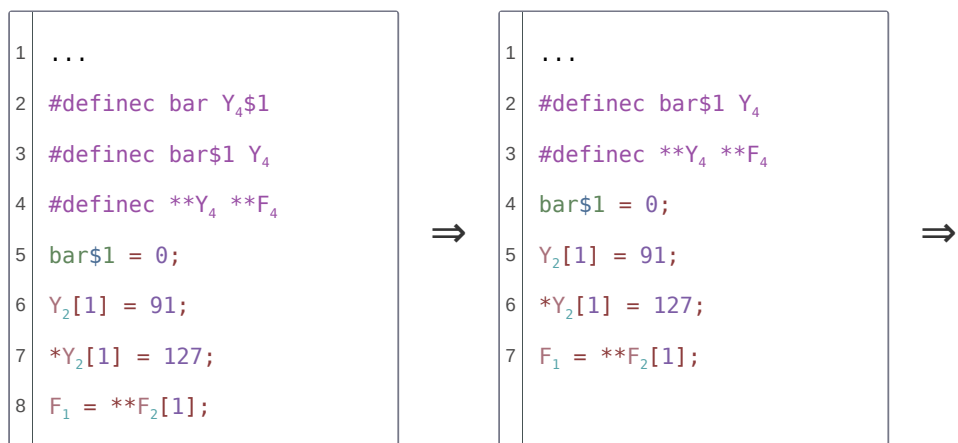 1 ...
2 #definec bar Y₄$1
3 #definec bar$1 Y₄
4 #definec **Y₄ **F₄
5 bar$1 = 0;
6 Y₂[1] = 91;
7 *Y₂[1] = 127;
8 F₁ = **F₂[1];
⇒
1 ...
2 #definec bar$1 Y₄
3 #definec **Y₄ **F₄
4 bar$1 = 0;
5 Y₂[1] = 91;
6 *Y₂[1] = 127;
7 F₁ = **F₂[1];
⇒